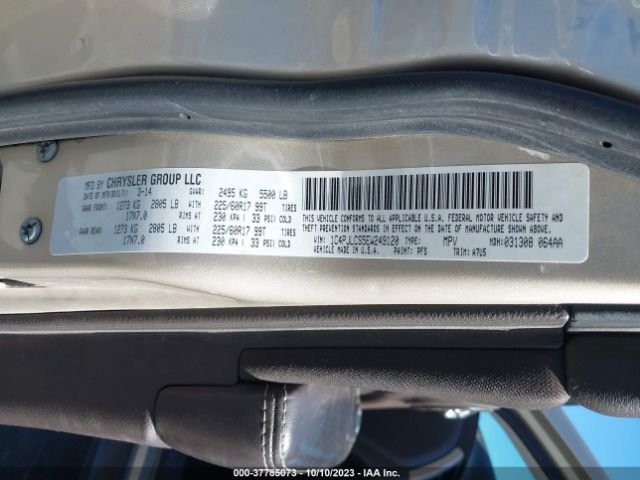 MFD BY CHRYSLER GROUP LLC
DATE OF MFR(BUILT): 3-14 GVWR: 2495 KG 5500 LB
GAWR FRONT: 1273 KG 2805 LB WITH 225/60R17 99T TIRES
17X7.0 RIMS AT 230 KPA ( 33 PSI) COLD
GAWR REAR: 1273 KG 2805 LB WITH 225/60R17 99T TIRES
17X7.0 RIMS AT 230 KPA ( 33 PSI) COLD
THIS VEHICLE CONFORMS TO ALL APPLICABLE U.S.A. FEDERAL MOTOR VEHICLE SAFETY AND
THEFT PREVENTION STANDARDS IN EFFECT ON THE DATE OF MANUFACTURE
SHOWN ABOVE.
VIN: 1C4PJLCS5EW249120 TYPE: MPV MDH: 031308 064AA
VEHICLE MADE IN U.S.A. PAINT: PFS TRIM: A7US
000-37785073 - 10/10/2023 - IAA Inc.